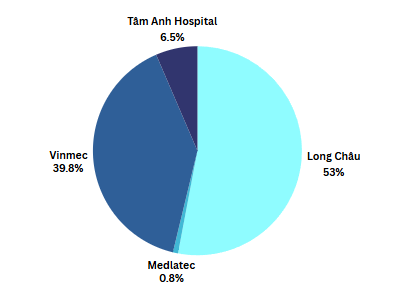 Tâm Anh Hospital
6.5%
Vinmec
39.8%
Long Châu
53%
Medlatec
0.8%